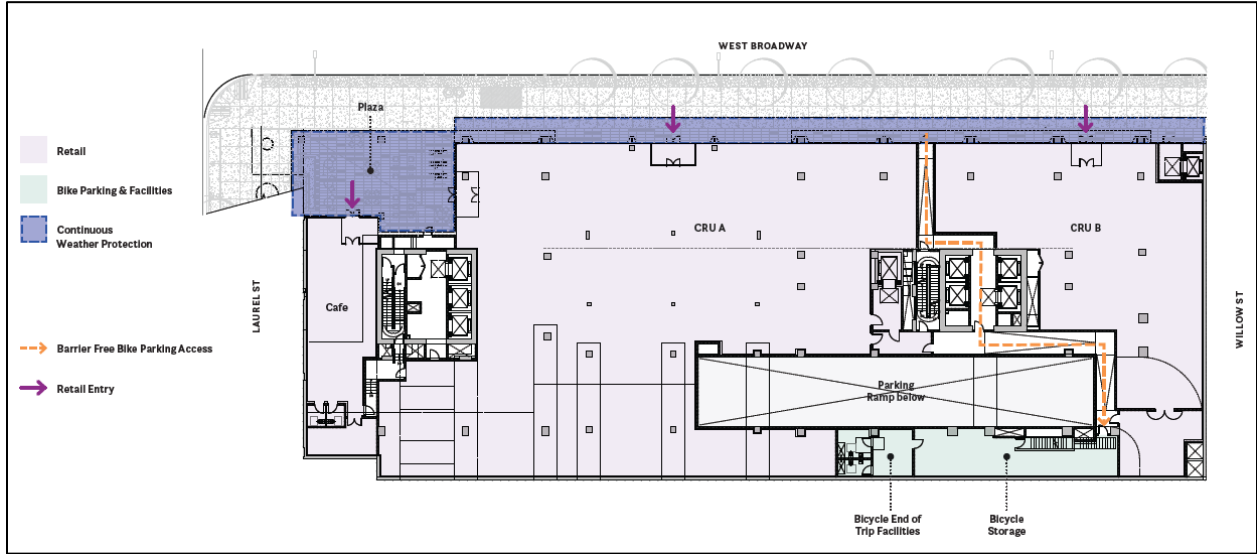 WEST BROADWAY
Plaza
Retail
Bike Parking & Facilities
Continuous
Weather Protection
CRU A
CRU B
LAUREL ST
Cafe
WILLOW ST
Barrier Free Bike Parking Access
Retail Entry
Parking
Ramp below
Bicycle End of
Trip Facilities
Bicycle
Storage